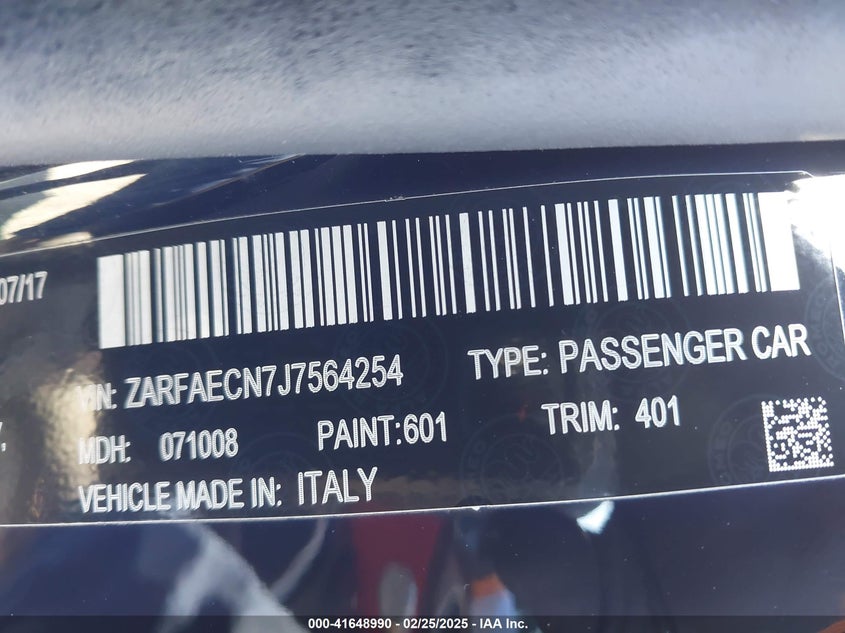 07/17
VIN: ZARFAECN7J7564254 TYPE: PASSENGER CAR
MDH: 071008 PAINT:601 TRIM: 401
VEHICLE MADE IN: ITALY
000-41648990 — 02/25/2025 — IAA Inc.